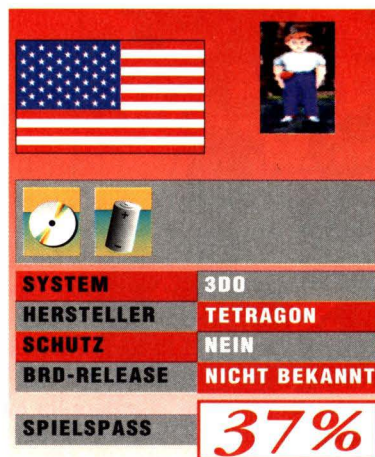 SYSTEM 3DO
HERSTELLER TETRAGON
SCHUTZ NEIN
BRD-RELEASE NICHT BEKANNT
SPIELSPASS 37%